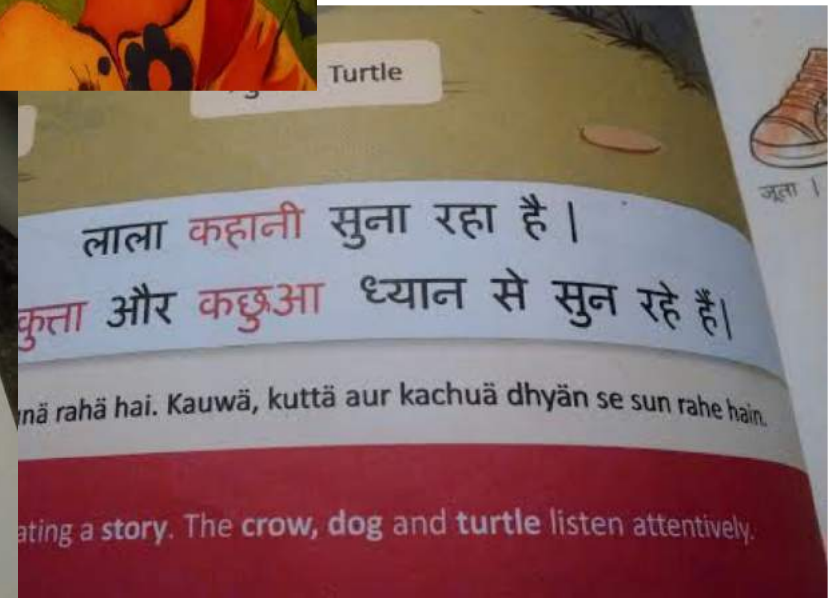 Turtle
जूता |
लाला कहानी सुना रहा है |
कुत्ता और कछुआ ध्यान से सुन रहे हैं|
rahä hai. Kauwä, kuttä aur kachuä dhyän se sun rahe hain.
a story. The crow, dog and turtle listen attentively.